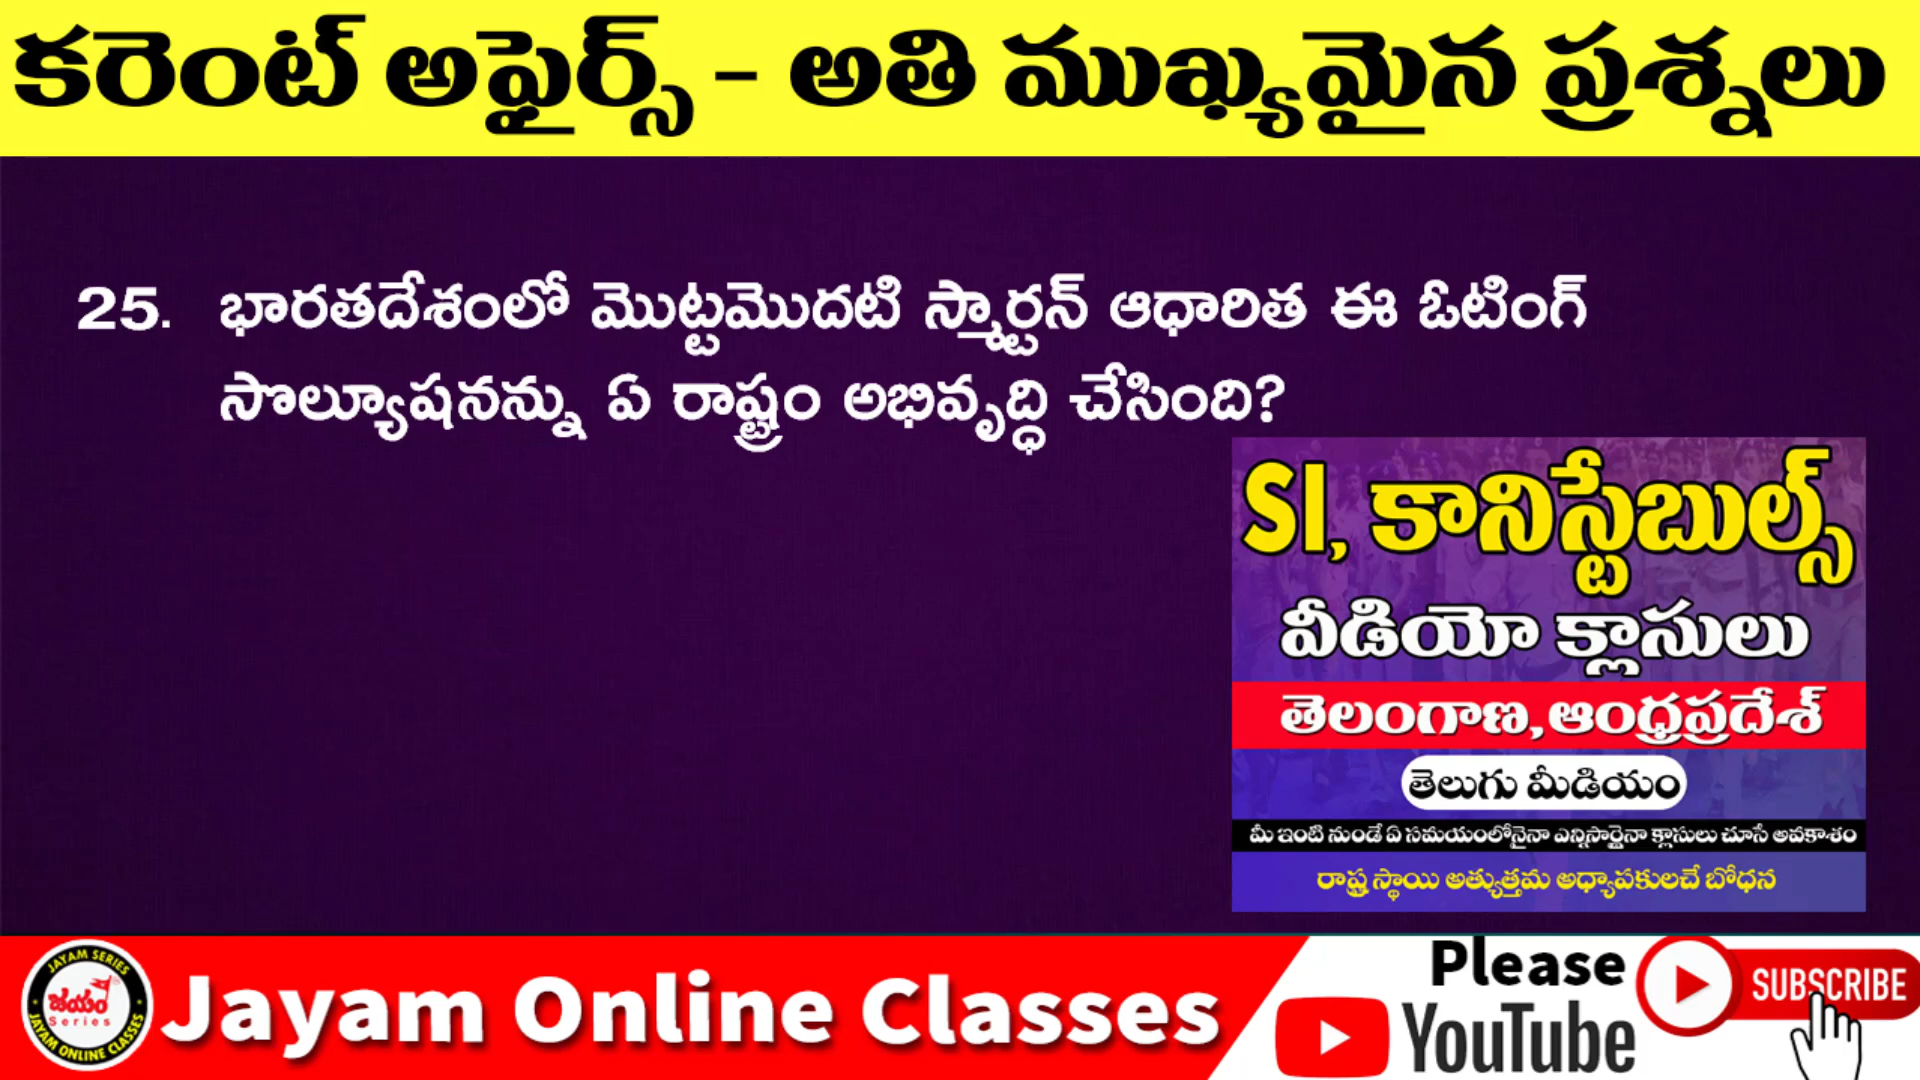 కరెంట్ అఫైర్స్ - అతి ముఖ్యమైన ప్రశ్నలు
25. భారతదేశంలో మొట్టమొదటి స్మార్టన్ ఆధారిత ఈ ఓటింగ్
సొల్యూషనన్ను ఏ రాష్ట్రం అభివృద్ధి చేసింది?
SI, కానిస్టేబుల్స్
వీడియో క్లాసులు
తెలంగాణ, ఆంధ్రప్రదేశ్
తెలుగు మీడియం
మీ ఇంటి నుండే ఏ సమయంలోనైనా ఎన్నిసార్లైనా క్లాసులు చూసే అవకాశం
రాష్ట్ర స్థాయి అత్యుత్తమ అధ్యాపకులచే బోధన
JAYAM SERIES
జయం
Series
JAYAM ONLINE CLASSES
Jayam Online Classes
Please
YouTube
SUBSCRIBE